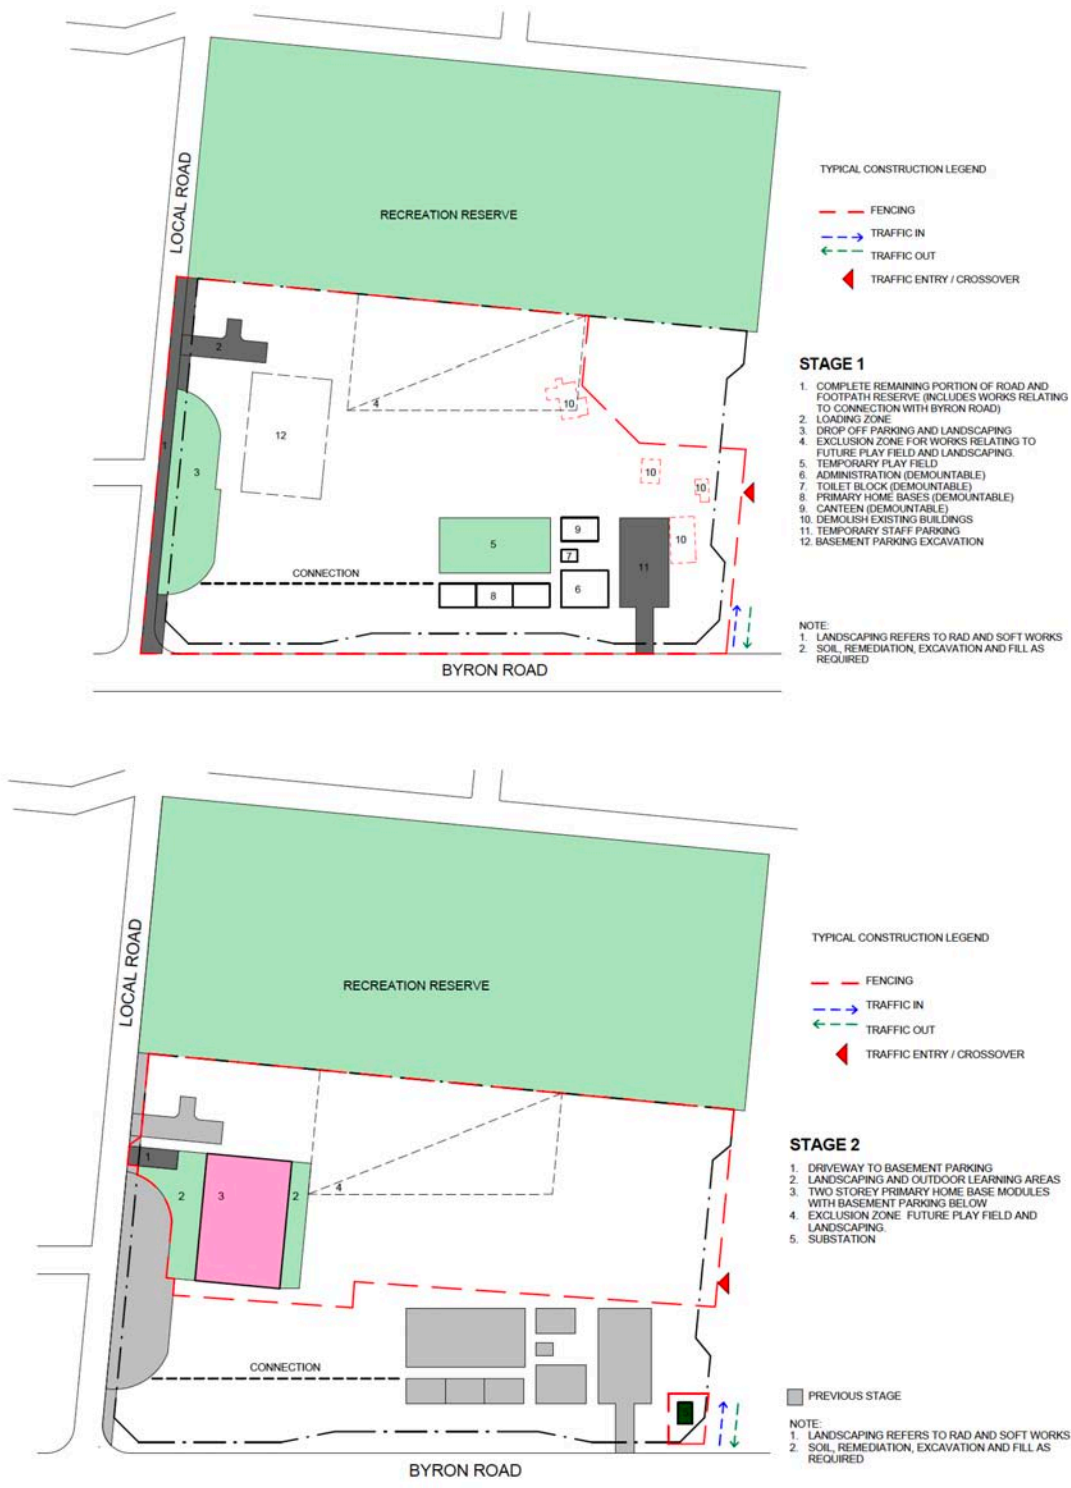 LOCAL ROAD
RECREATION RESERVE
TYPICAL CONSTRUCTION LEGEND
FENCING
TRAFFIC IN
TRAFFIC OUT
TRAFFIC ENTRY / CROSSOVER
STAGE 1
1. COMPLETE REMAINING PORTION OF ROAD AND
FOOTPATH RESERVE (INCLUDES WORKS RELATING
TO CONNECTION WITH BYRON ROAD)
2. LOADING ZONE
3. DROP OFF PARKING AND LANDSCAPING
4. EXCLUSION ZONE FOR WORKS RELATING TO
FUTURE PLAY FIELD AND LANDSCAPING.
5. TEMPORARY PLAY FIELD
6. ADMINISTRATION (DEMOUNTABLE)
7. TOILET BLOCK (DEMOUNTABLE)
8. PRIMARY HOME BASES (DEMOUNTABLE)
9. CANTEEN (DEMOUNTABLE)
10. DEMOLISH EXISTING BUILDINGS
11. TEMPORARY STAFF PARKING
12. BASEMENT PARKING EXCAVATION
2
4
10
12
1
3
10
10
5
9
10
7
11
CONNECTION
6
8
NOTE:
1. LANDSCAPING REFERS TO RAD AND SOFT WORKS
2. SOIL, REMEDIATION, EXCAVATION AND FILL AS
REQUIRED
BYRON ROAD
LOCAL ROAD
RECREATION RESERVE
TYPICAL CONSTRUCTION LEGEND
FENCING
TRAFFIC IN
TRAFFIC OUT
TRAFFIC ENTRY / CROSSOVER
STAGE 2
1. DRIVEWAY TO BASEMENT PARKING
2. LANDSCAPING AND OUTDOOR LEARNING AREAS
3. TWO STOREY PRIMARY HOME BASE MODULES
WITH BASEMENT PARKING BELOW
4. EXCLUSION ZONE FUTURE PLAY FIELD AND
LANDSCAPING.
5. SUBSTATION
1
2
3
2
4
CONNECTION
PREVIOUS STAGE
NOTE:
1. LANDSCAPING REFERS TO RAD AND SOFT WORKS
2. SOIL, REMEDIATION, EXCAVATION AND FILL AS
REQUIRED
BYRON ROAD